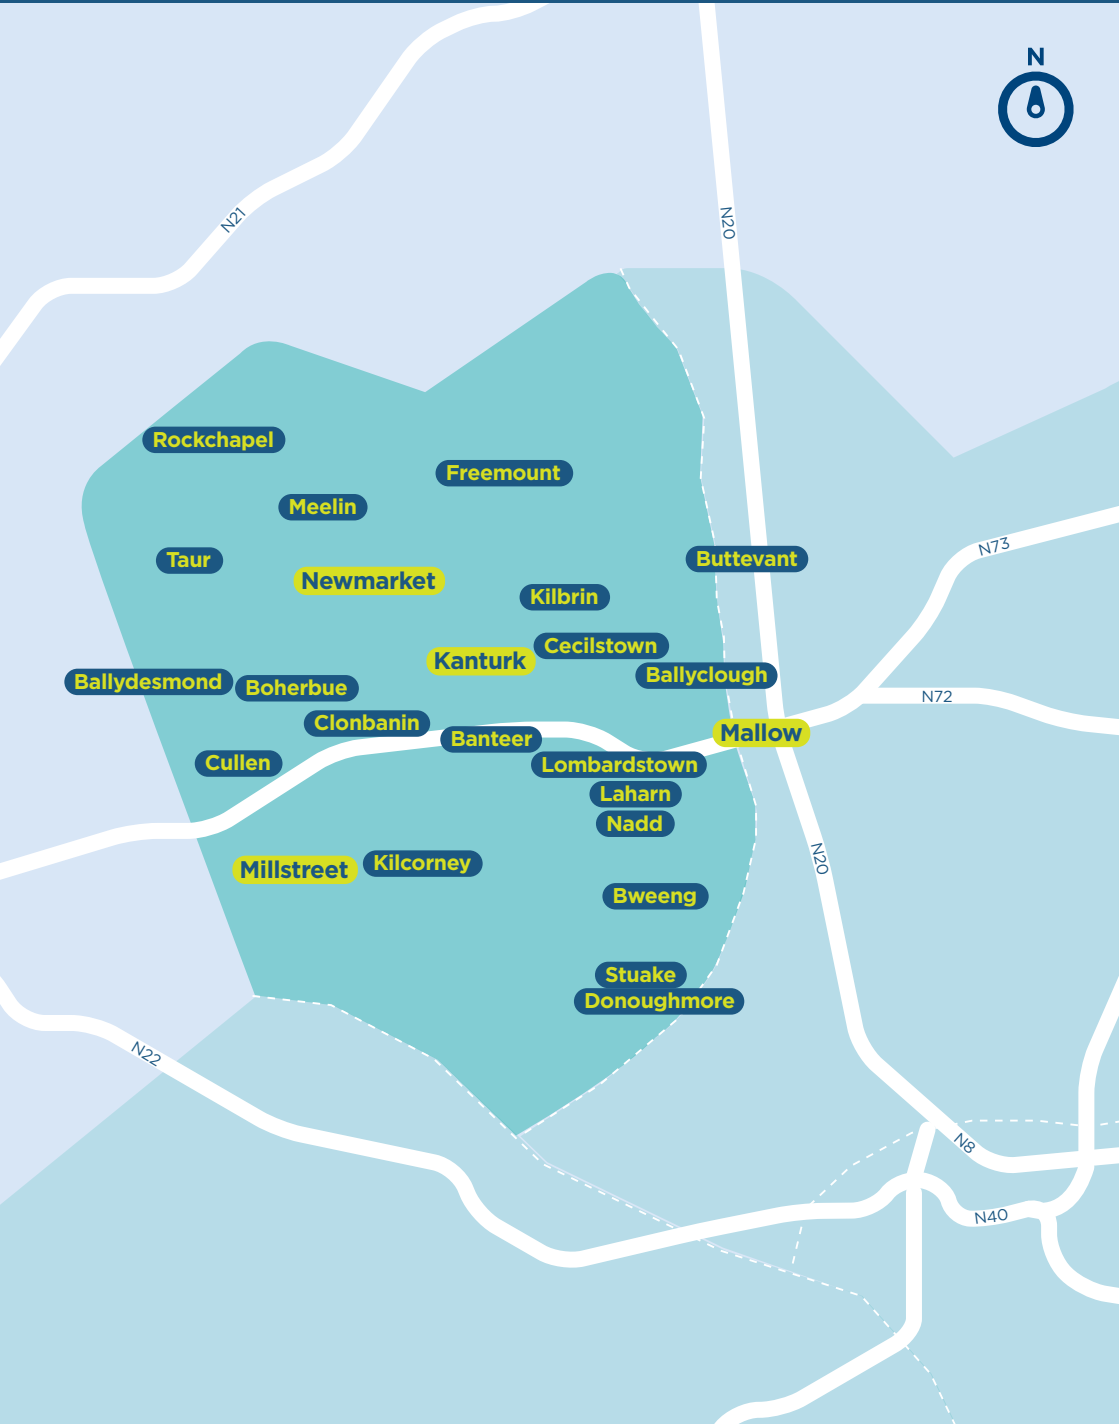 N
N21
N20
Rockchapel
Freemount
Meelin
Taur
Buttevant
N73
Newmarket
Kilbrin
Cecilstown
Kanturk
Ballyclough
Ballydesmond
Boherbue
N72
Clonbanin
Mallow
Banteer
Cullen
Lombardstown
Laharn
Nadd
N20
Millstreet
Kilcorney
Bweeng
Stuake
Donoughmore
N22
N8
N40